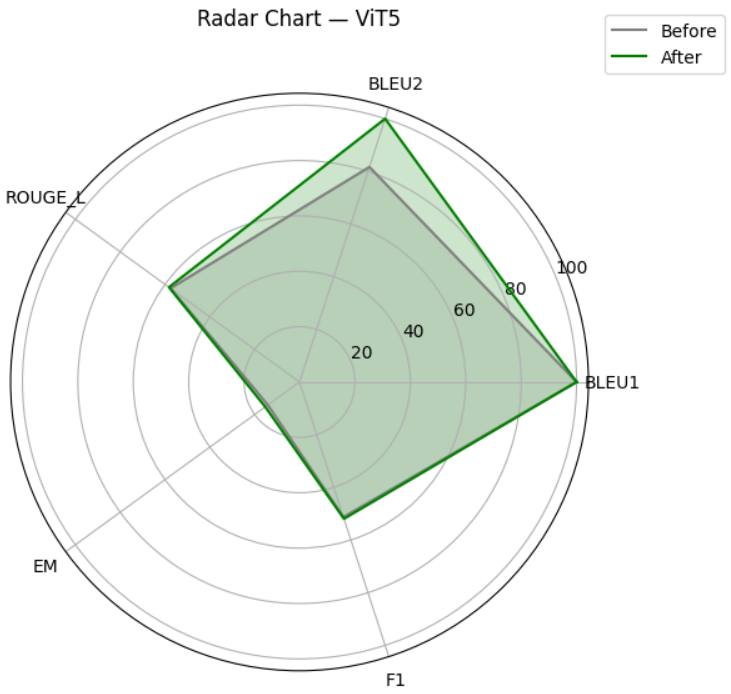 Radar Chart — ViT5
Before
After
BLEU2
ROUGE_L
100
80
60
40
20
BLEU1
EM
F1